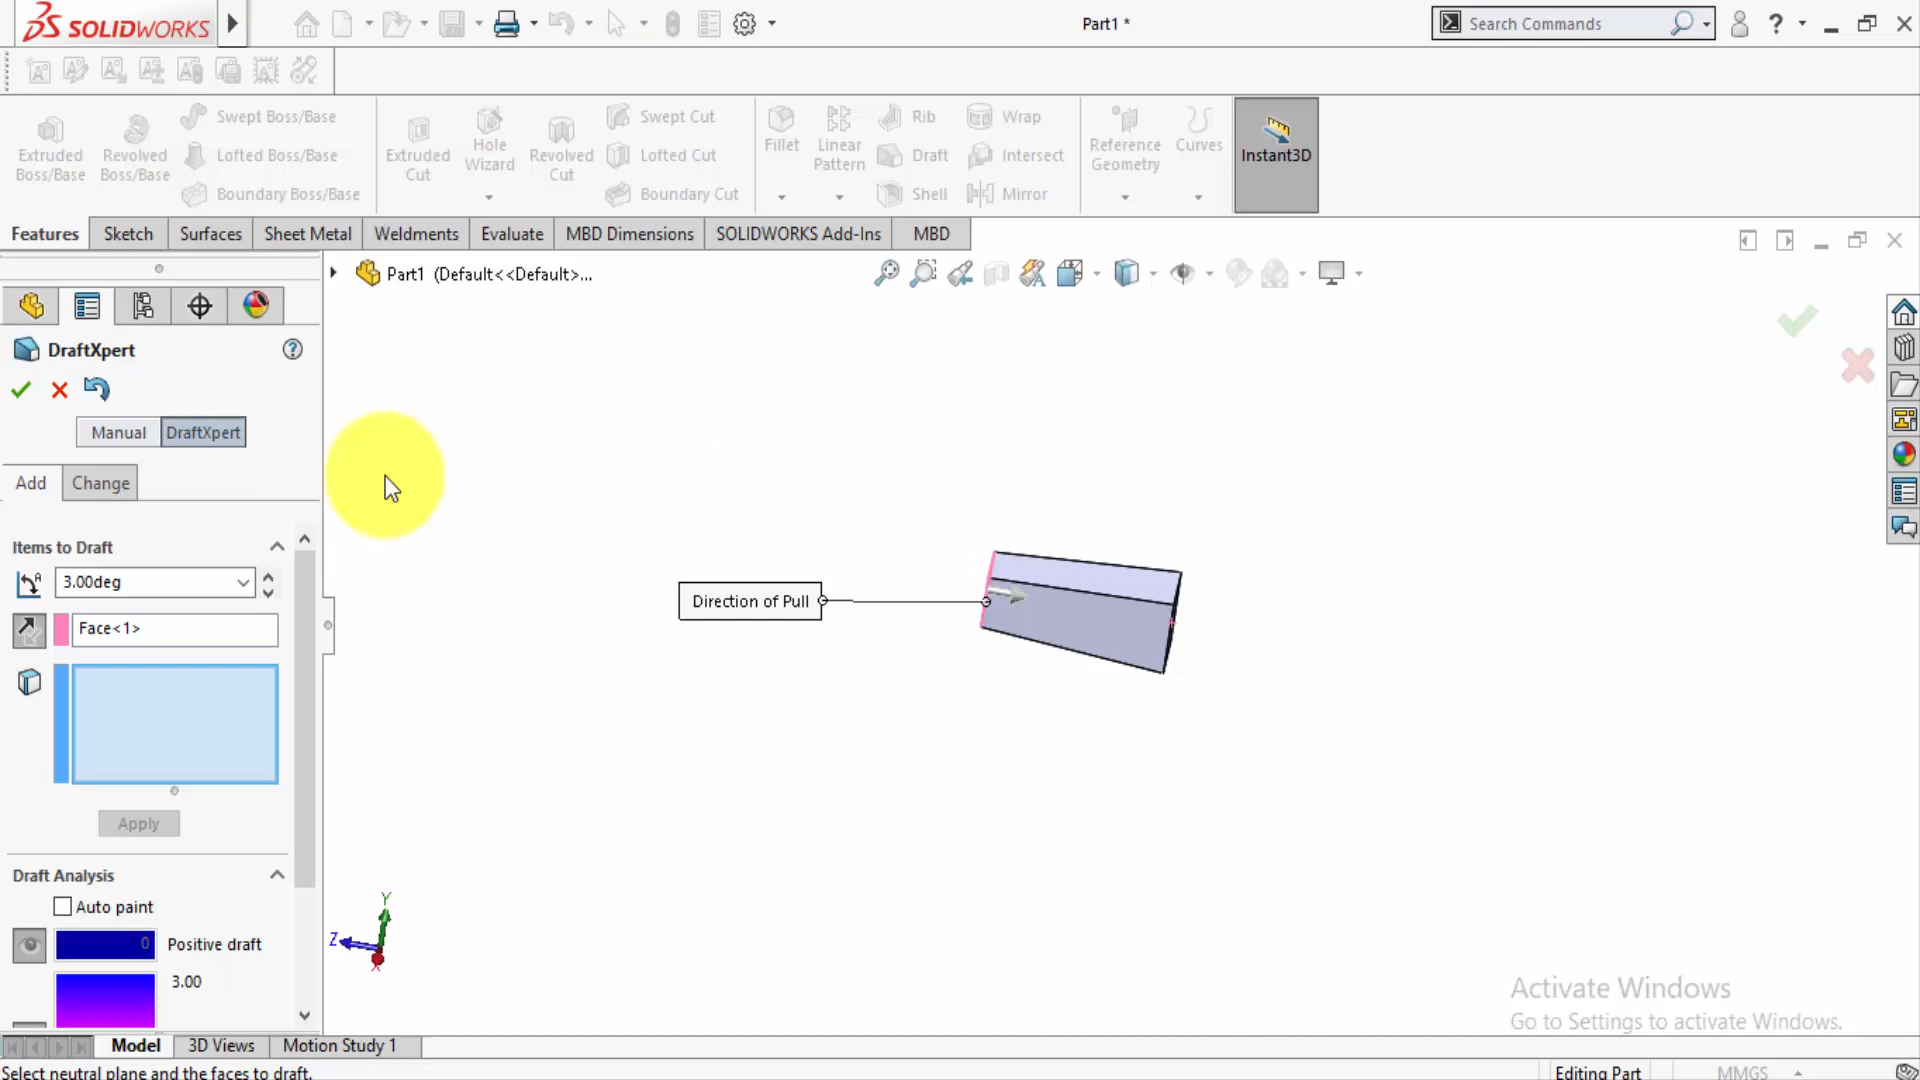 SOLIDWORKS
Part1 *
Search Commands
?
Extruded Boss/Base
Revolved Boss/Base
Swept Boss/Base
Lofted Boss/Base
Boundary Boss/Base
Extruded Cut
Hole Wizard
Revolved Cut
Swept Cut
Lofted Cut
Boundary Cut
Fillet
Linear Pattern
Rib
Draft
Shell
Wrap
Intersect
Mirror
Reference Geometry
Curves
Instant3D
Features
Sketch
Surfaces
Sheet Metal
Weldments
Evaluate
MBD Dimensions
SOLIDWORKS Add-Ins
MBD
Part1 (Default<<Default>...
DraftXpert
?
Manual
DraftXpert
Add
Change
Items to Draft
3.00deg
Face<1>
Apply
Draft Analysis
Auto paint
0
Positive draft
3.00
Direction of Pull
Y
Z
X
Activate Windows
Go to Settings to activate Windows.
Model
3D Views
Motion Study 1
Select neutral plane and the faces to draft.
Editing Part
MMGS